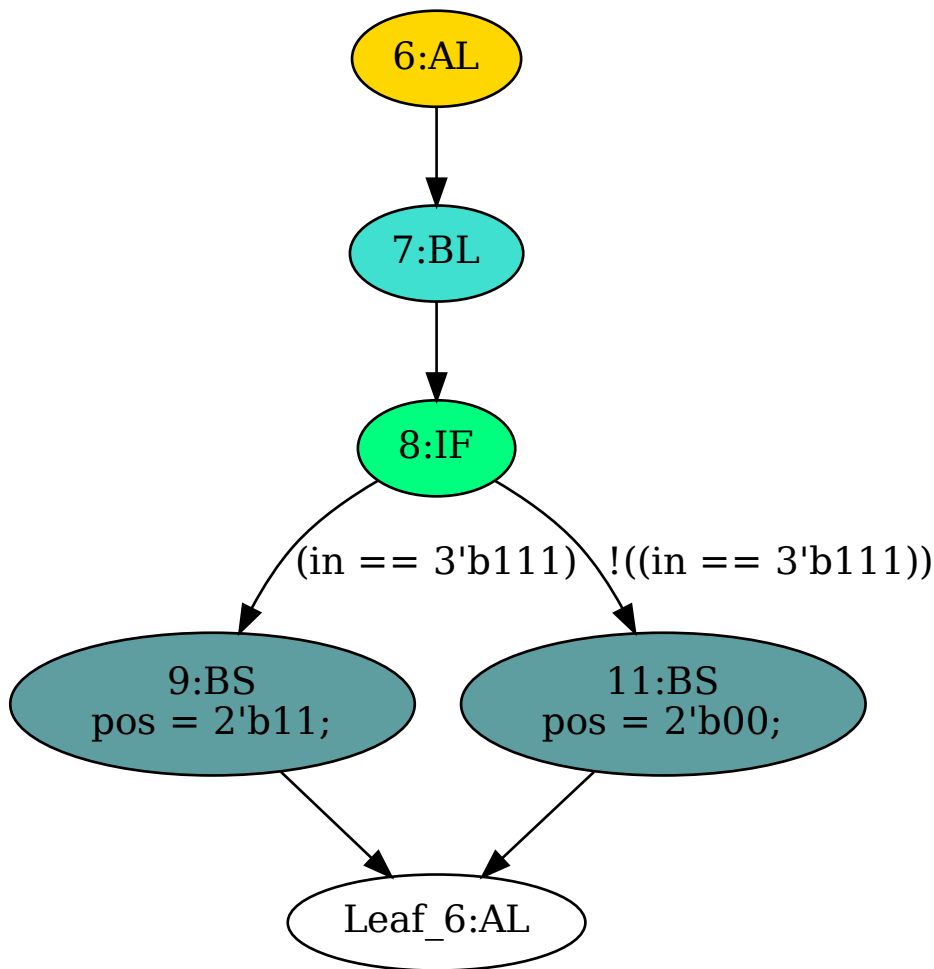 6:AL
7:BL
8:IF
(in == 3'b111)
!((in == 3'b111))
9:BS
pos = 2'b11;
11:BS
pos = 2'b00;
Leaf_6:AL